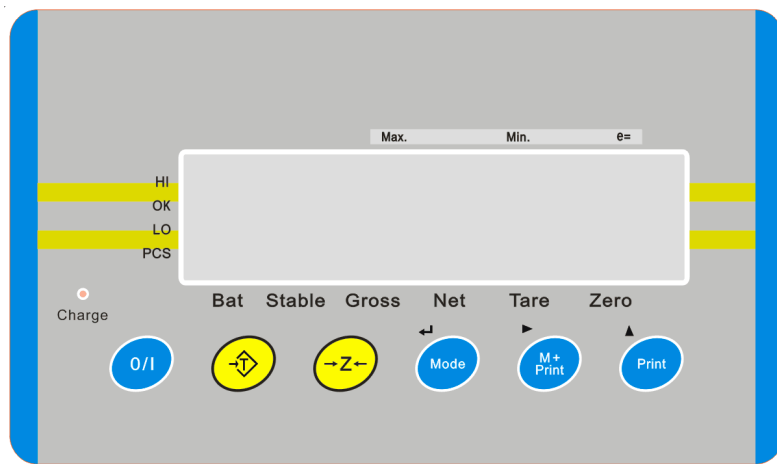 Max. Min. e=
HI
OK
LO
PCS
Bat Stable Gross Net Tare Zero
Charge
0/I T →Z← Mode M+ Print
Print